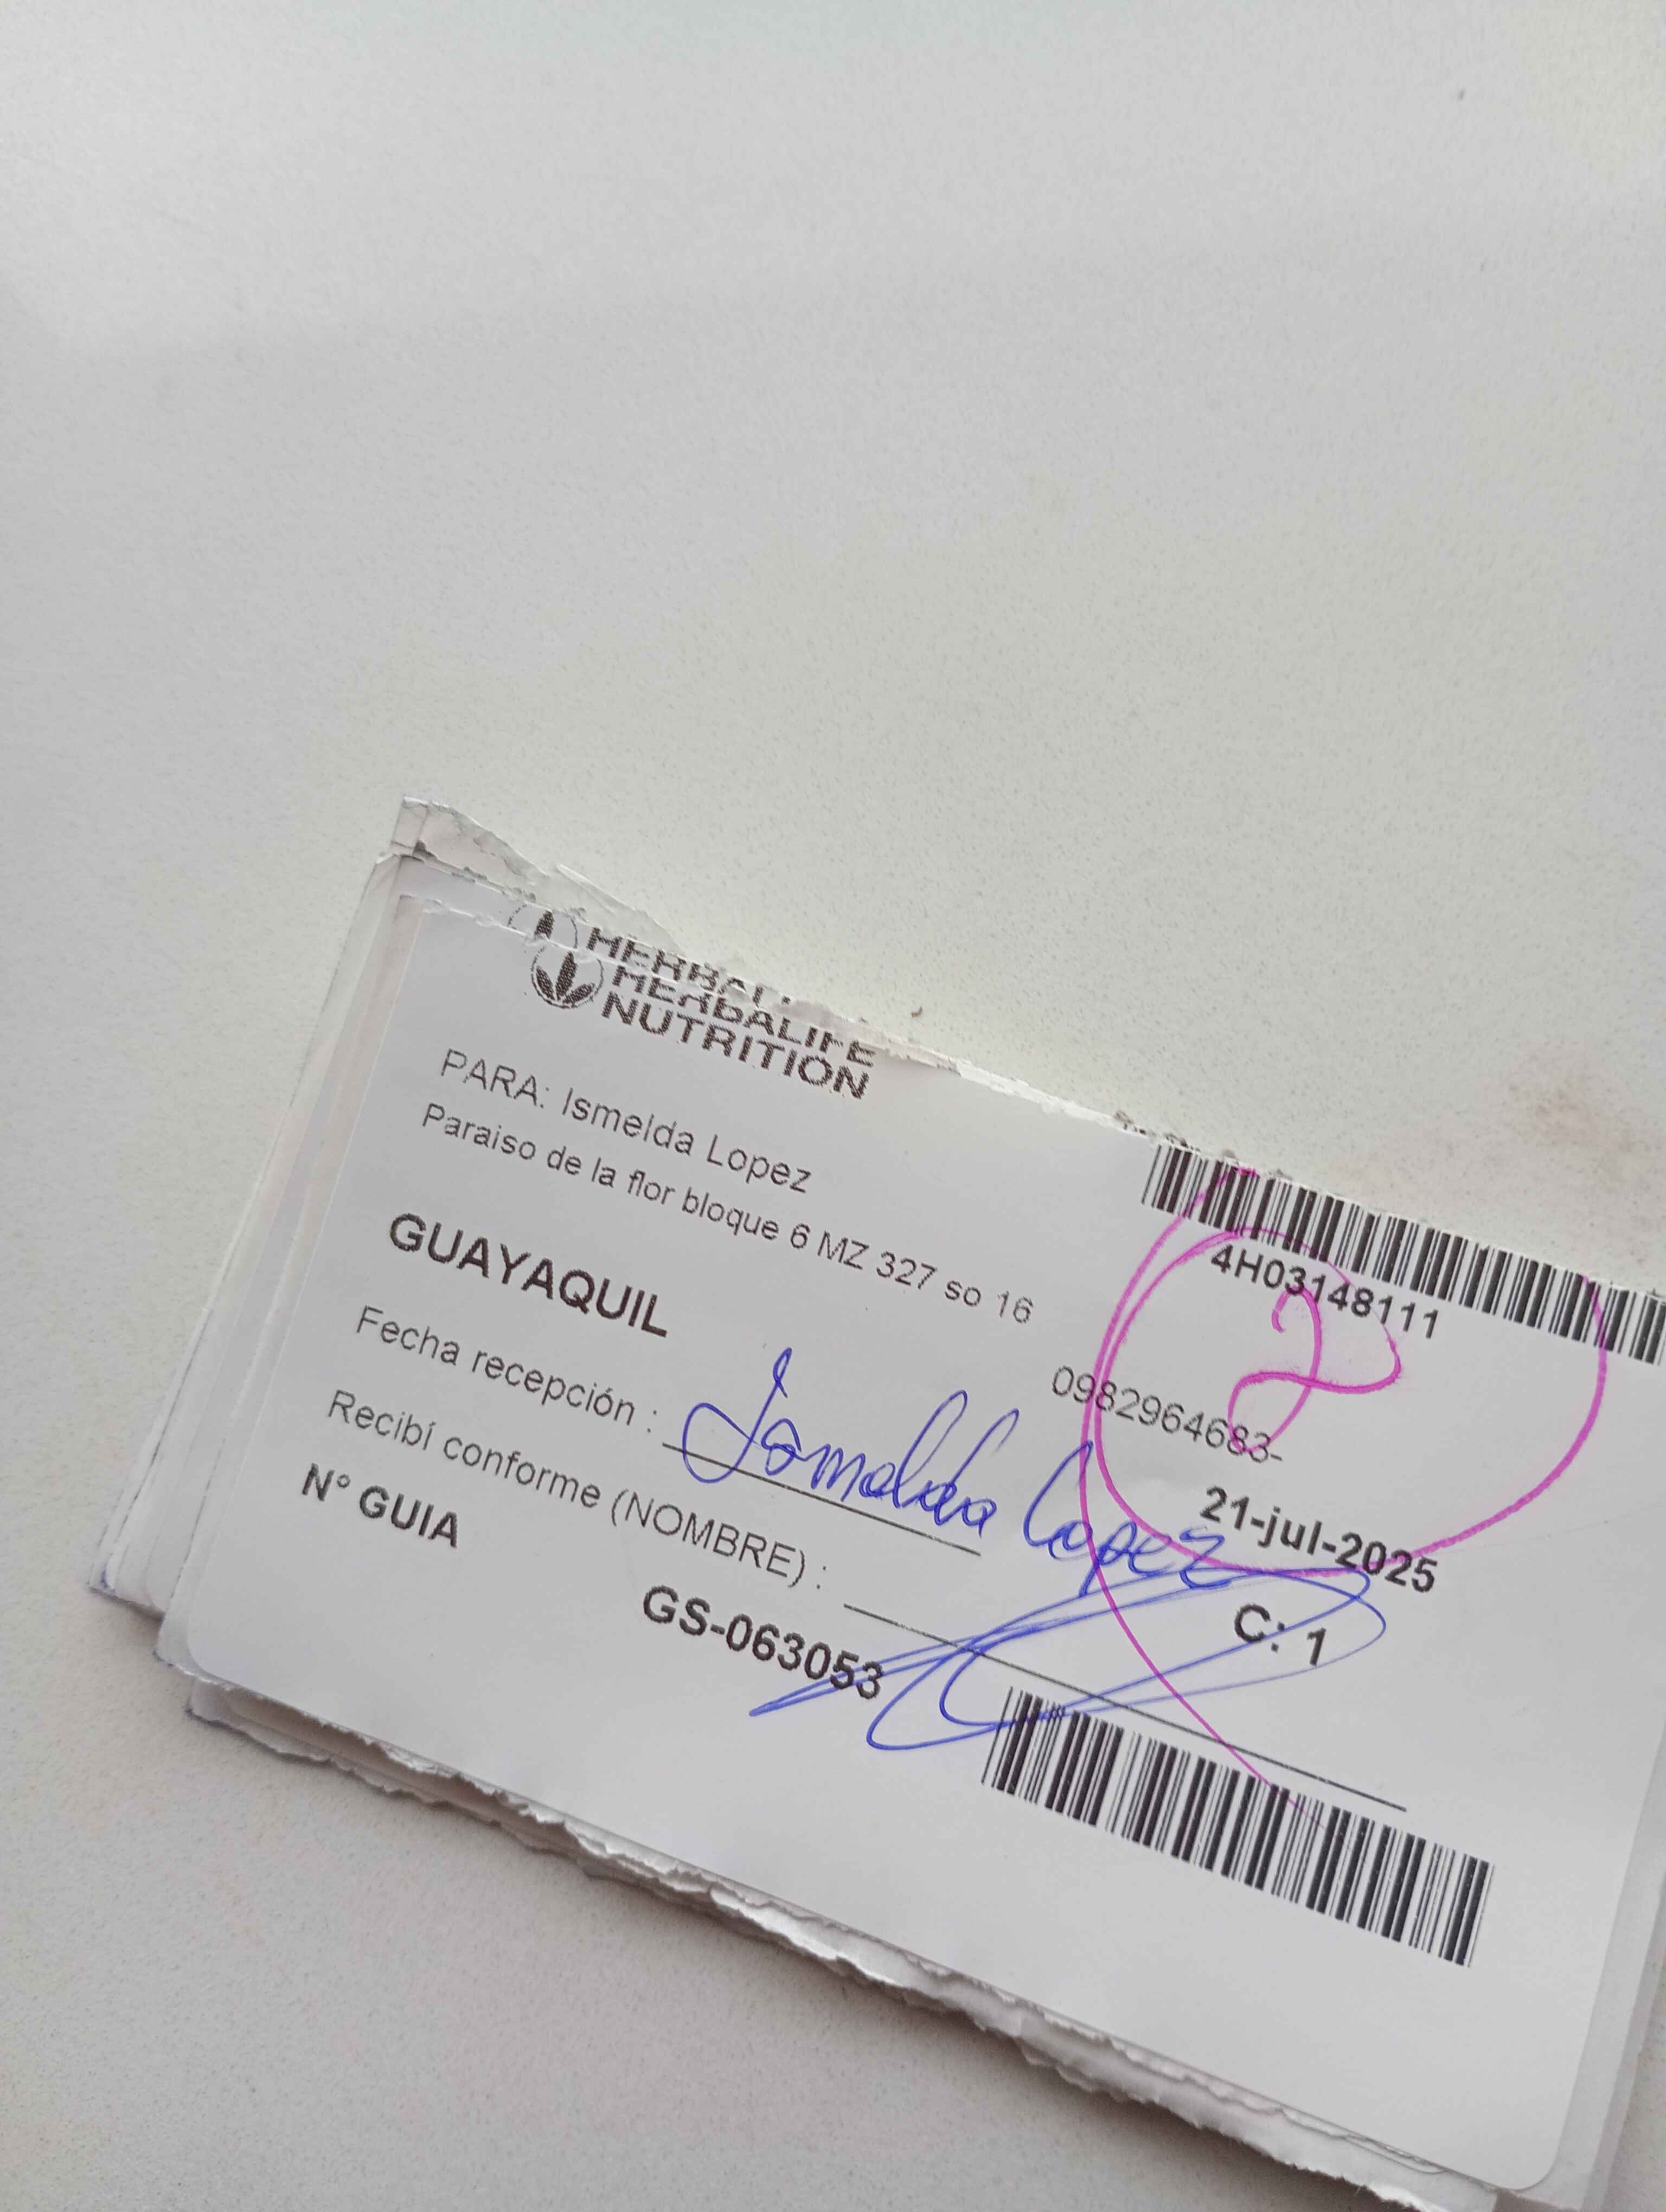 HERBALIFE
NUTRITION
PARA: Ismelda Lopez
Paraiso de la flor bloque 6 MZ 327 so 16
4H03148111
2
GUAYAQUIL
0982964683-
Fecha recepción : Ismelda Lopez
21-jul-2025
Recibí conforme (NOMBRE) :
C: 1
N° GUIA
GS-063053